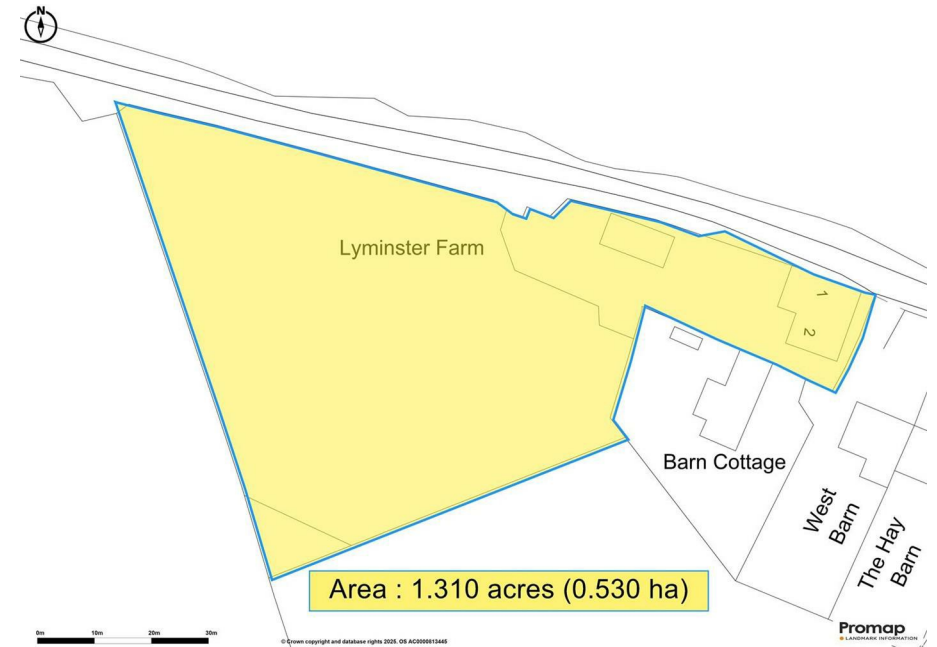 N
Lyminster Farm
1
2
Barn Cottage
West
Barn
The Hay
Barn
Area : 1.310 acres (0.530 ha)
0m 10m 20m 30m
© Crown copyright and database rights 2025. OS AC0000813445
Promap
LANDMARK INFORMATION